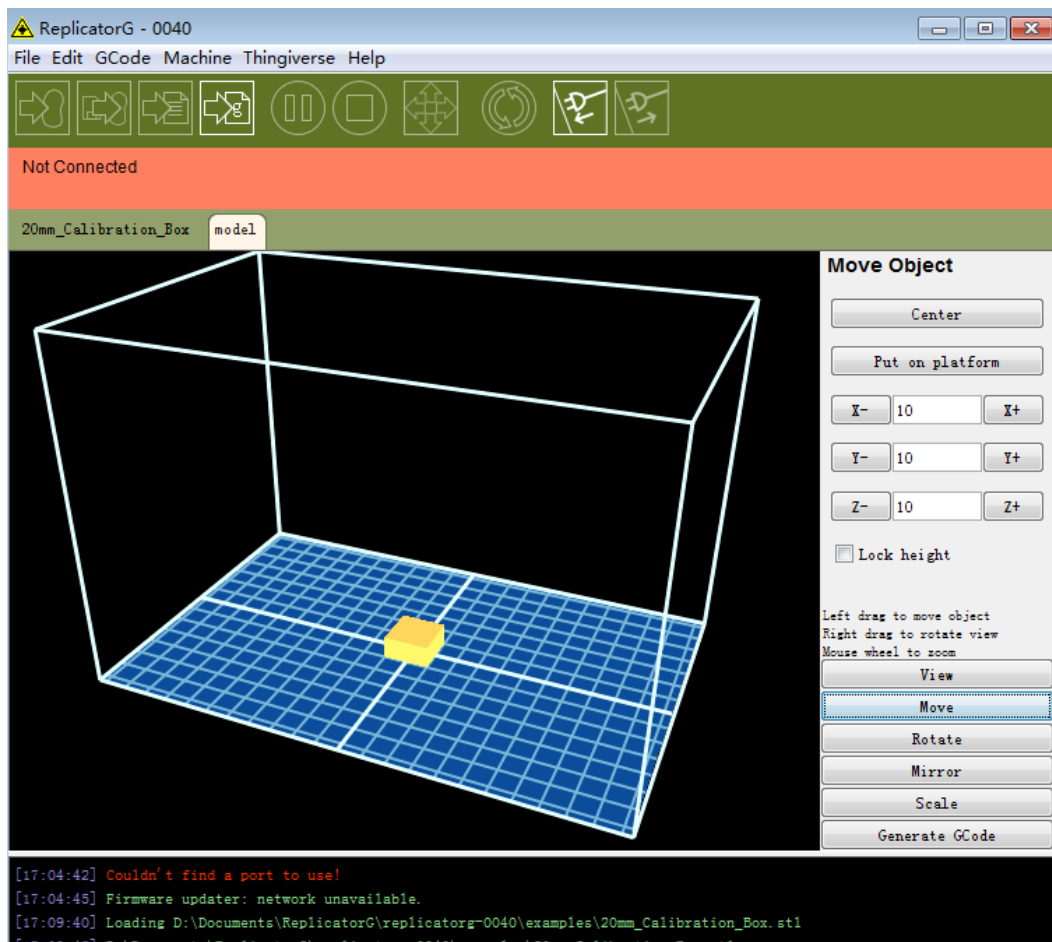 ReplicatorG - 0040
File Edit GCode Machine Thingiverse Help
g
Not Connected
20mm_Calibration_Box model
Move Object
Center
Put on platform
X- 10 X+
Y- 10 Y+
Z- 10 Z+
Lock height
Left drag to move object
Right drag to rotate view
Mouse wheel to zoom
View
Move
Rotate
Mirror
Scale
Generate GCode
[17:04:42] Couldn't find a port to use!
[17:04:45] Firmware updater: network unavailable.
[17:09:40] Loading D:\Documents\ReplicatorG\replicatorg-0040\examples\20mm_Calibration_Box.stl